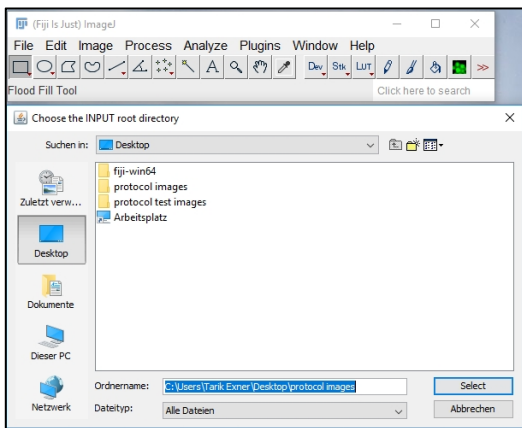 (Fiji Is Just) ImageJ
File Edit Image Process Analyze Plugins Window Help
A Dev Stk LUT >>
Flood Fill Tool Click here to search
Choose the INPUT root directory
Suchen in: Desktop
fiji-win64
protocol images
protocol test images
Arbeitsplatz
Zuletzt verw...
Desktop
Dokumente
Dieser PC
Netzwerk
Ordnername: C:\Users\Tarik Exner\Desktop\protocol images Select
Dateityp: Alle Dateien Abbrechen